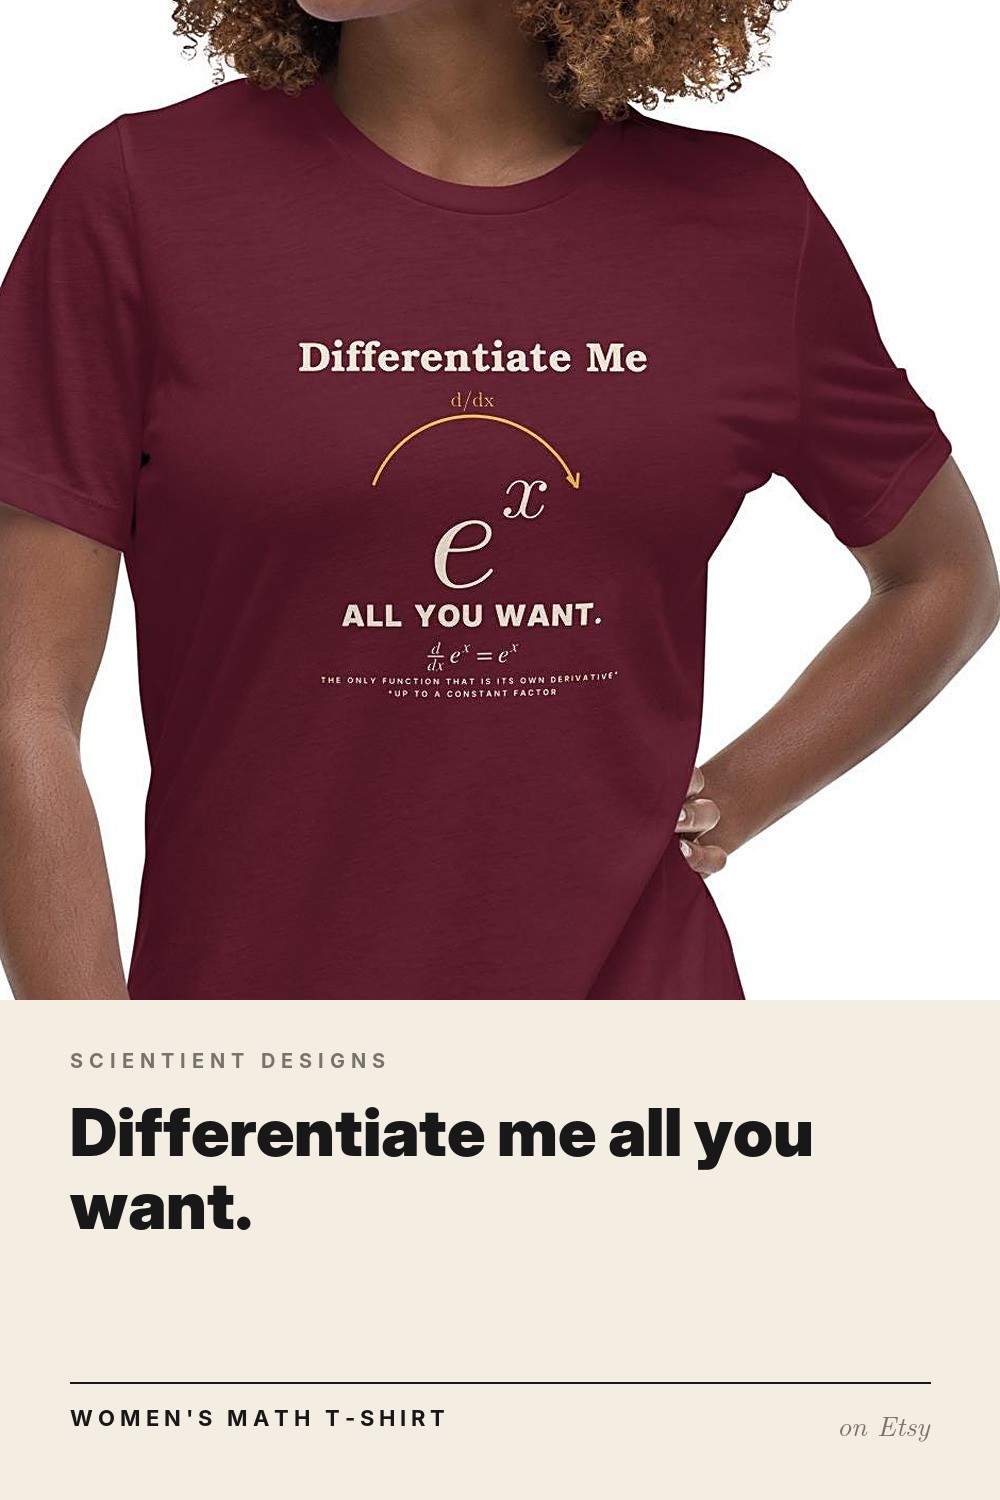 Differentiate Me
d/dx
e^x
ALL YOU WANT.
d/dx e^x = e^x
THE ONLY FUNCTION THAT IS ITS OWN DERIVATIVE*
*UP TO A CONSTANT FACTOR
SCIENTIENT DESIGNS
Differentiate me all you
want.
WOMEN'S MATH T-SHIRT
on Etsy